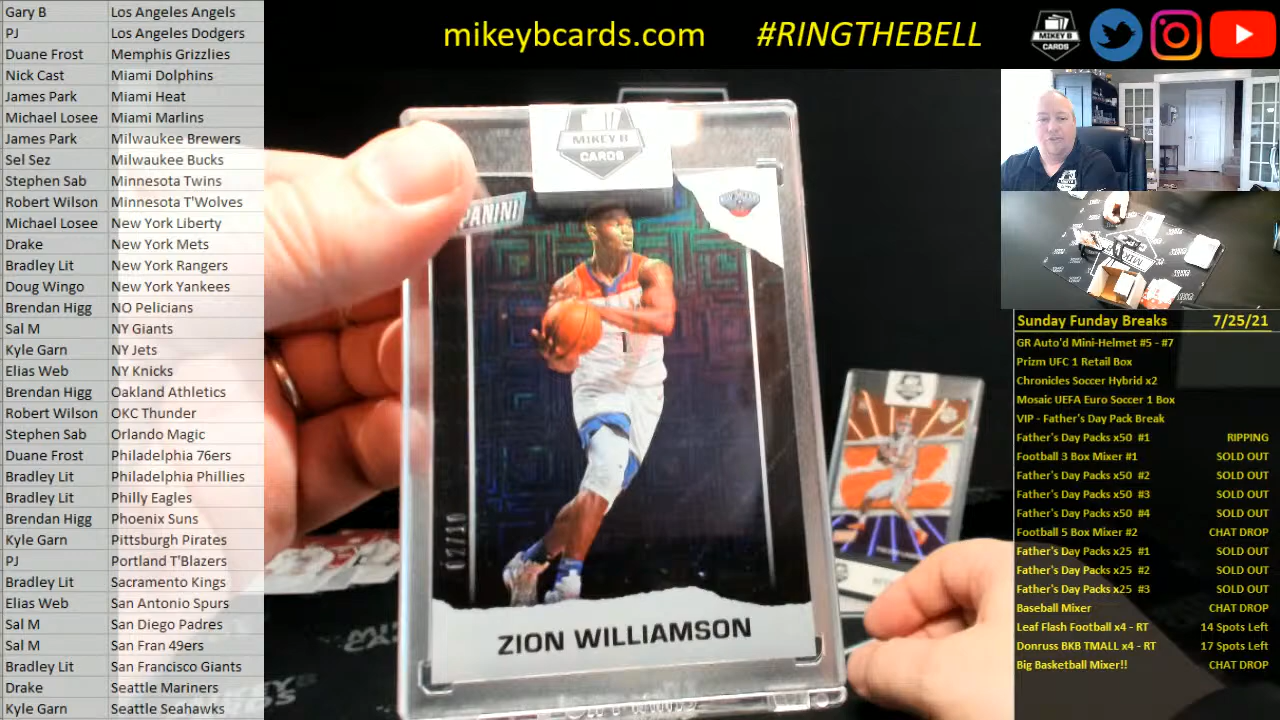 Gary B Los Angeles Angels
PJ Los Angeles Dodgers
Duane Frost Memphis Grizzlies
Nick Cast Miami Dolphins
James Park Miami Heat
Michael Losee Miami Marlins
James Park Milwaukee Brewers
Sel Sez Milwaukee Bucks
Stephen Sab Minnesota Twins
Robert Wilson Minnesota T'Wolves
Michael Losee New York Liberty
Drake New York Mets
Bradley Lit New York Rangers
Doug Wingo New York Yankees
Brendan Higg NO Pelicians
Sal M NY Giants
Kyle Garn NY Jets
Elias Web NY Knicks
Brendan Higg Oakland Athletics
Robert Wilson OKC Thunder
Stephen Sab Orlando Magic
Duane Frost Philadelphia 76ers
Bradley Lit Philadelphia Phillies
Bradley Lit Philly Eagles
Brendan Higg Phoenix Suns
Kyle Garn Pittsburgh Pirates
PJ Portland T'Blazers
Bradley Lit Sacramento Kings
Elias Web San Antonio Spurs
Sal M San Diego Padres
Sal M San Fran 49ers
Bradley Lit San Francisco Giants
Drake Seattle Mariners
Kyle Garn Seattle Seahawks
mikeybcards.com #RINGTHEBELL
MIKEY B
CARDS
MIKEY B
CARDS
PANINI
1
ZION WILLIAMSON
Sunday Funday Breaks 7/25/21
GR Auto'd Mini-Helmet #5 - #7
Prizm UFC 1 Retail Box
Chronicles Soccer Hybrid x2
Mosaic UEFA Euro Soccer 1 Box
VIP - Father's Day Pack Break
Father's Day Packs x50 #1 RIPPING
Football 3 Box Mixer #1 SOLD OUT
Father's Day Packs x50 #2 SOLD OUT
Father's Day Packs x50 #3 SOLD OUT
Father's Day Packs x50 #4 SOLD OUT
Football 5 Box Mixer #2 CHAT DROP
Father's Day Packs x25 #1 SOLD OUT
Father's Day Packs x25 #2 SOLD OUT
Father's Day Packs x25 #3 SOLD OUT
Baseball Mixer CHAT DROP
Leaf Flash Football x4 - RT 14 Spots Left
Donruss BKB TMALL x4 - RT 17 Spots Left
Big Basketball Mixer!! CHAT DROP